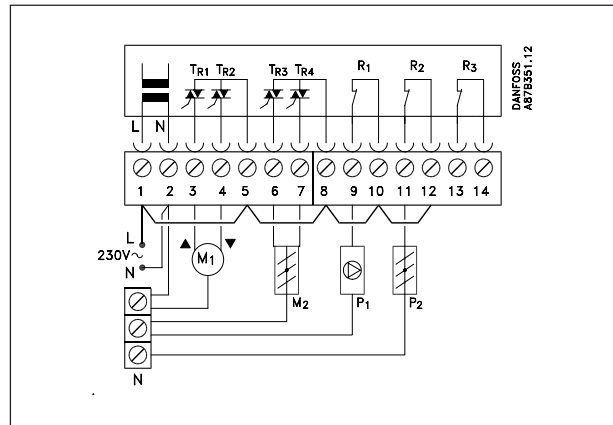 TR1 TR2 TR3 TR4 R1 R2 R3
DANFOSS
A87B351.12
L N
1 2 3 4 5 6 7 8 9 10 11 12 13 14
L
230V~
N
▲ M1 ▼
M2 P1 P2
N